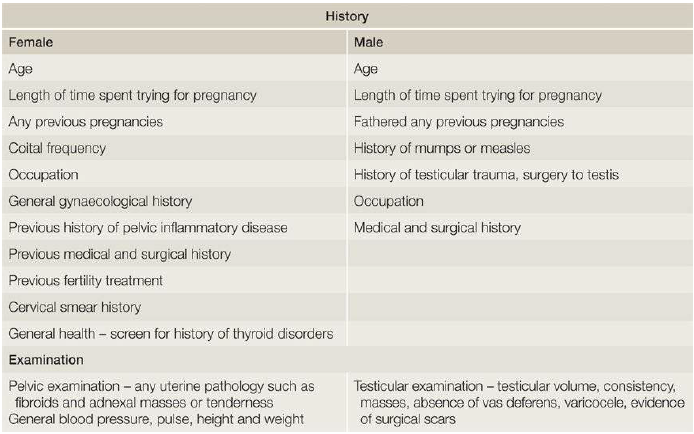 History
Female
Male
Age
Age
Length of time spent trying for pregnancy
Length of time spent trying for pregnancy
Any previous pregnancies
Fathered any previous pregnancies
Coital frequency
History of mumps or measles
Occupation
History of testicular trauma, surgery to testis
General gynaecological history
Occupation
Previous history of pelvic inflammatory disease
Medical and surgical history
Previous medical and surgical history
Previous fertility treatment
Cervical smear history
General health – screen for history of thyroid disorders
Examination
Pelvic examination – any uterine pathology such as
fibroids and adnexal masses or tenderness
General blood pressure, pulse, height and weight
Testicular examination – testicular volume, consistency,
masses, absence of vas deferens, varicocele, evidence
of surgical scars